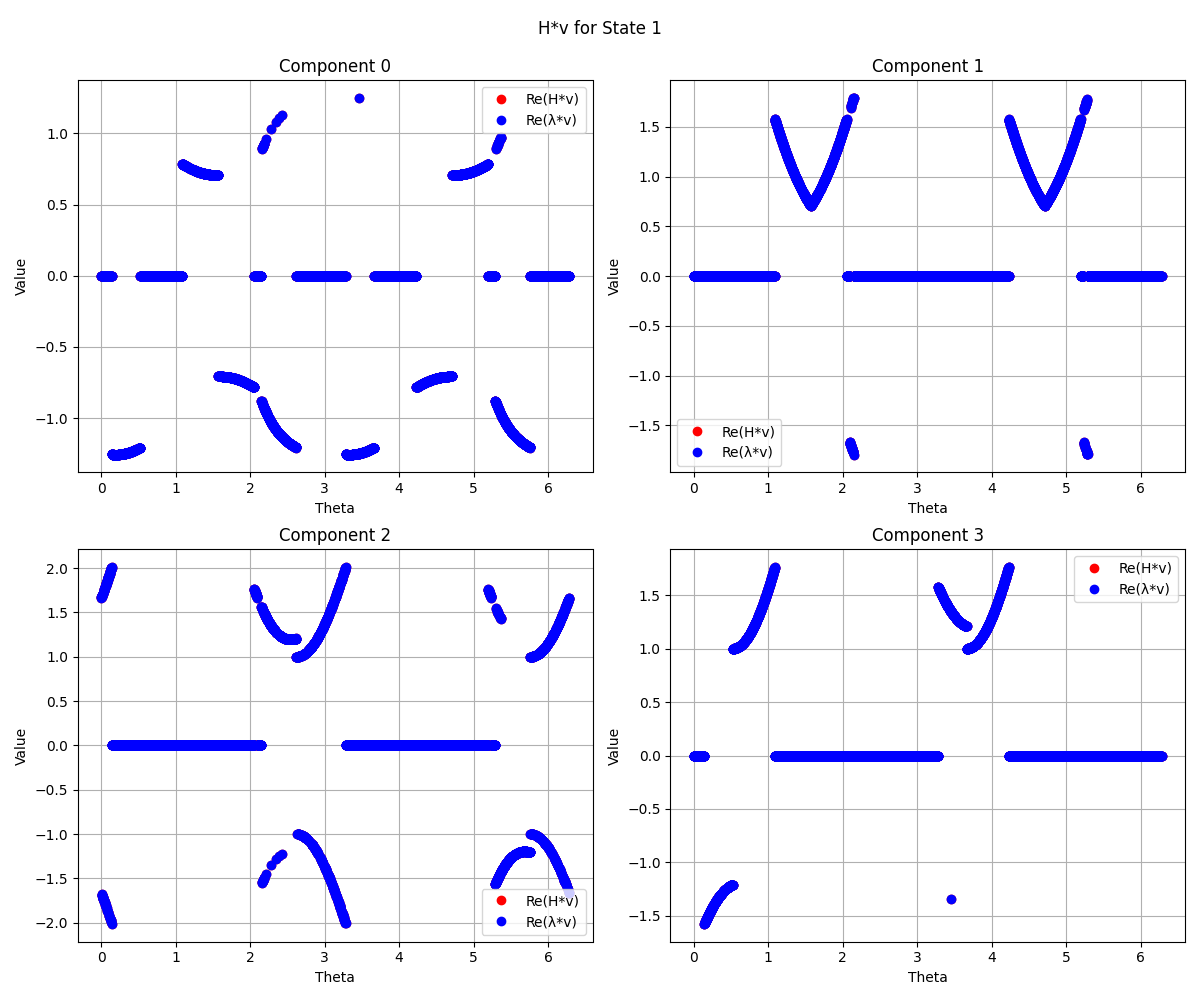 H*v for State 1
Component 0
Re(H*v)
Re(λ*v)
1.0
0.5
0.0
−0.5
−1.0
Value
0 1 2 3 4 5 6
Theta
Component 1
1.5
1.0
0.5
0.0
−0.5
−1.0
−1.5
Value
Re(H*v)
Re(λ*v)
0 1 2 3 4 5 6
Theta
Component 2
2.0
1.5
1.0
0.5
0.0
−0.5
−1.0
−1.5
−2.0
Value
Re(H*v)
Re(λ*v)
0 1 2 3 4 5 6
Theta
Component 3
Re(H*v)
Re(λ*v)
1.5
1.0
0.5
0.0
−0.5
−1.0
−1.5
Value
0 1 2 3 4 5 6
Theta